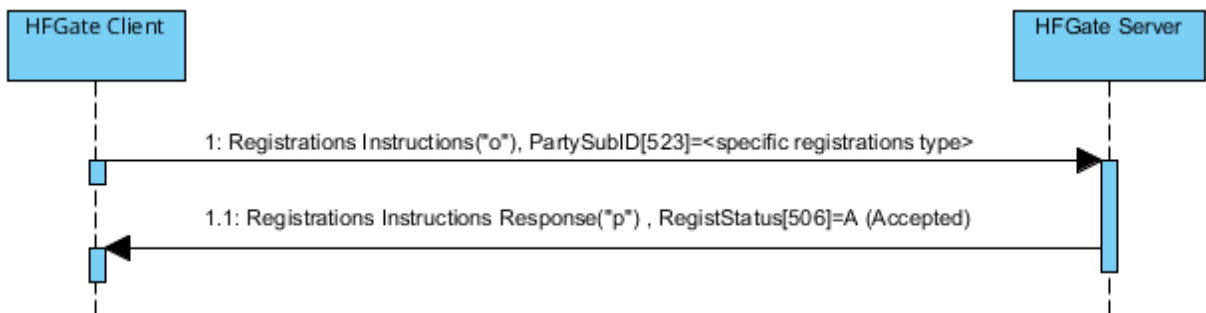 HFGate Client
HFGate Server
1: Registrations Instructions("o"), PartySubID[523]=<specific registrations type>
1.1: Registrations Instructions Response("p") , RegistStatus[506]=A (Accepted)